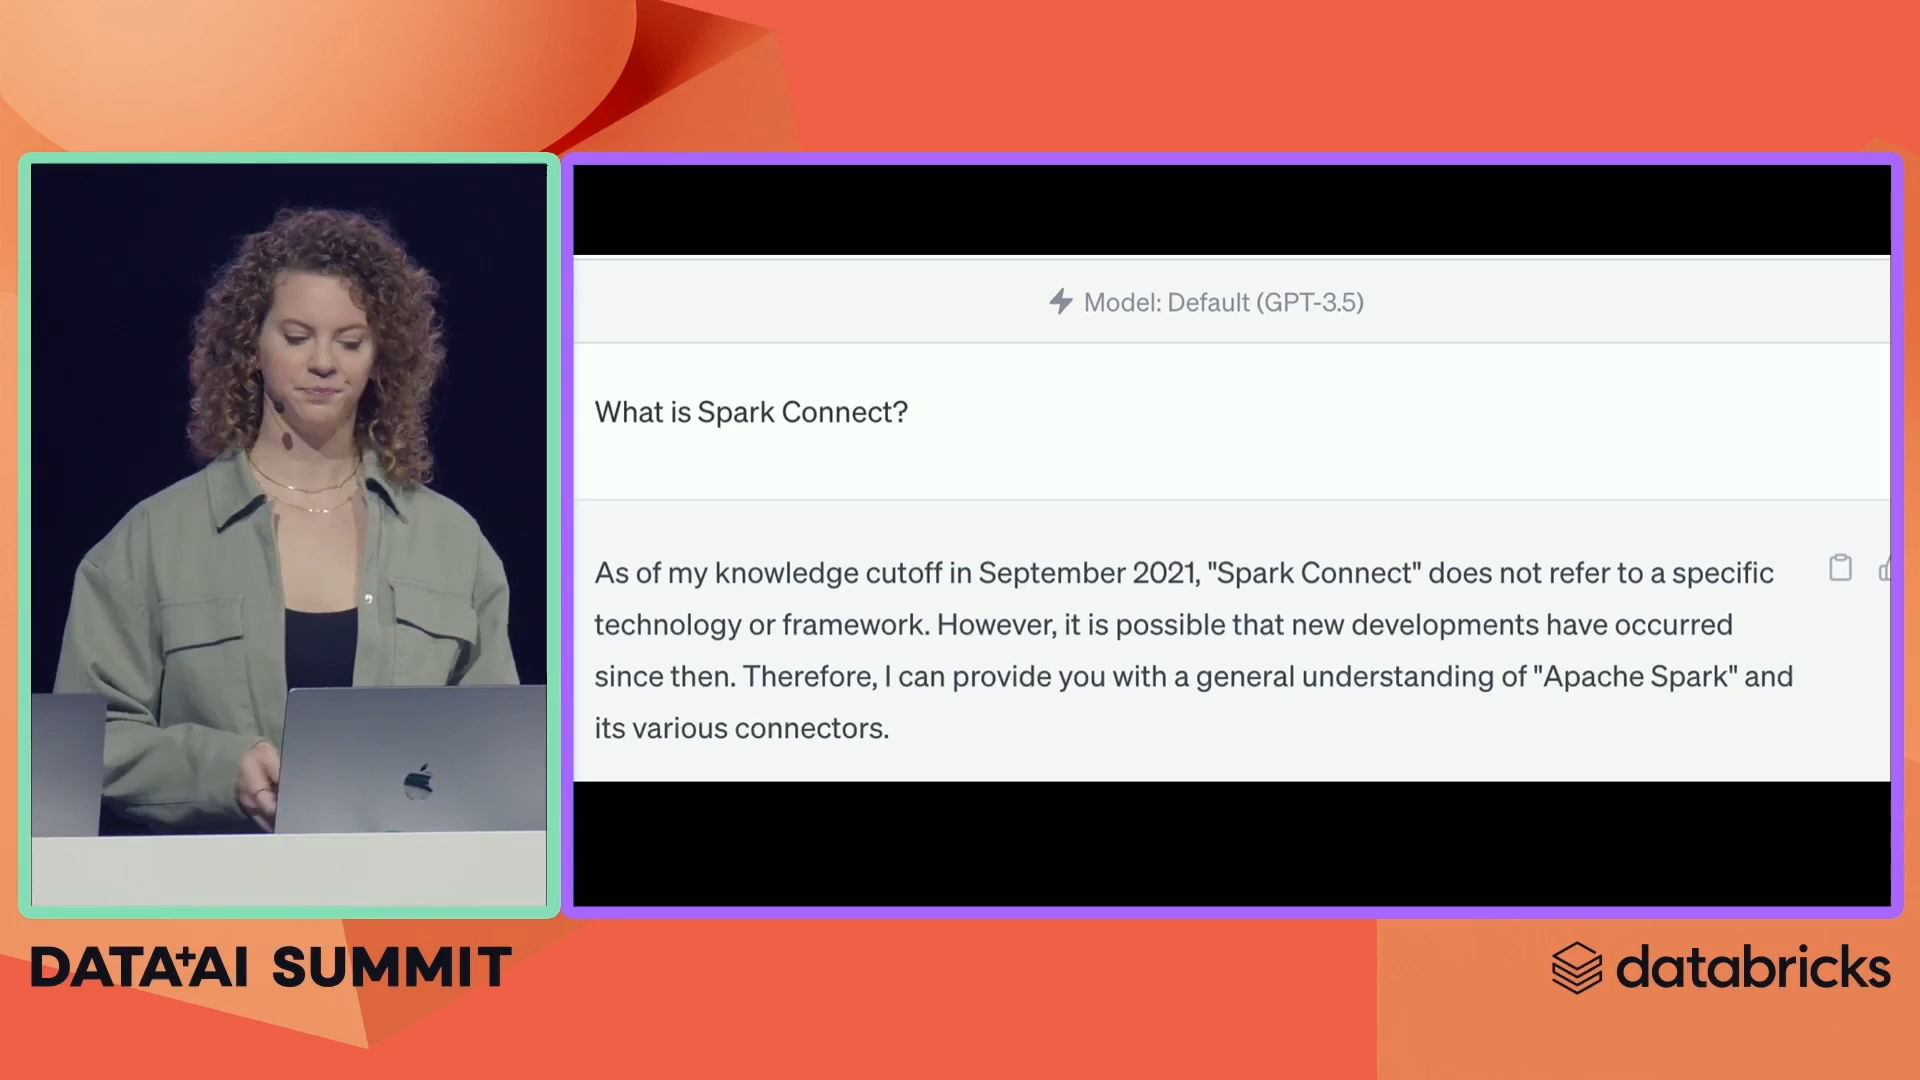 Model: Default (GPT-3.5)
What is Spark Connect?
As of my knowledge cutoff in September 2021, "Spark Connect" does not refer to a specific
technology or framework. However, it is possible that new developments have occurred
since then. Therefore, I can provide you with a general understanding of "Apache Spark" and
its various connectors.
DATA+AI SUMMIT
databricks